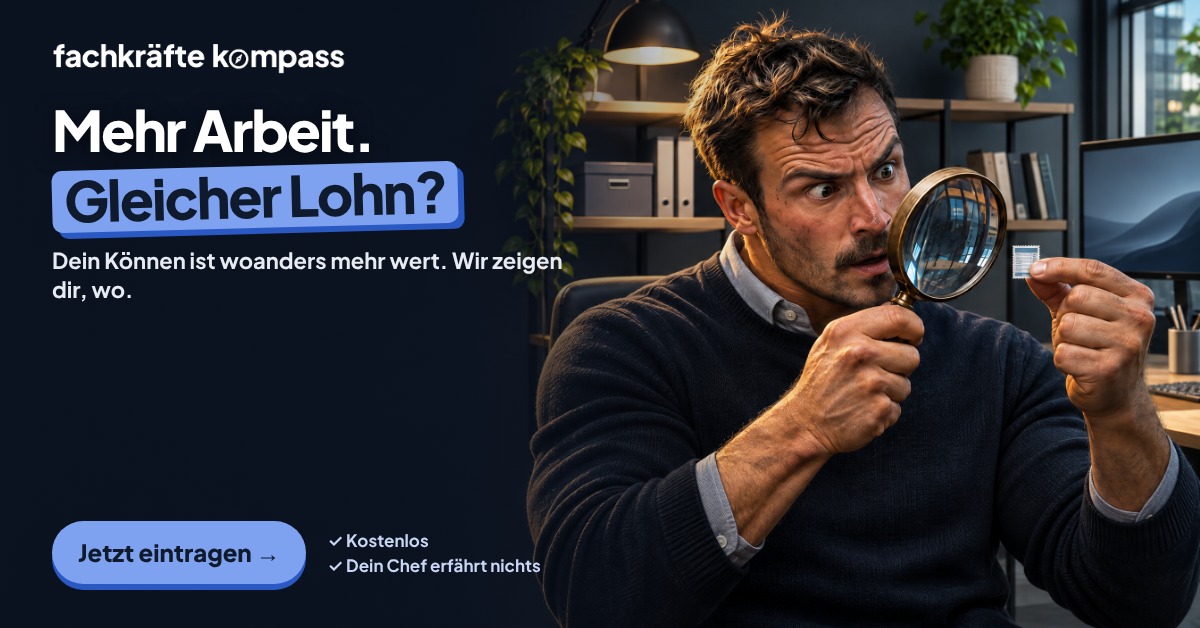 fachkräfte kompass
Mehr Arbeit.
Gleicher Lohn?
Dein Können ist woanders mehr wert. Wir zeigen
dir, wo.
Jetzt eintragen →
✓ Kostenlos
✓ Dein Chef erfährt nichts